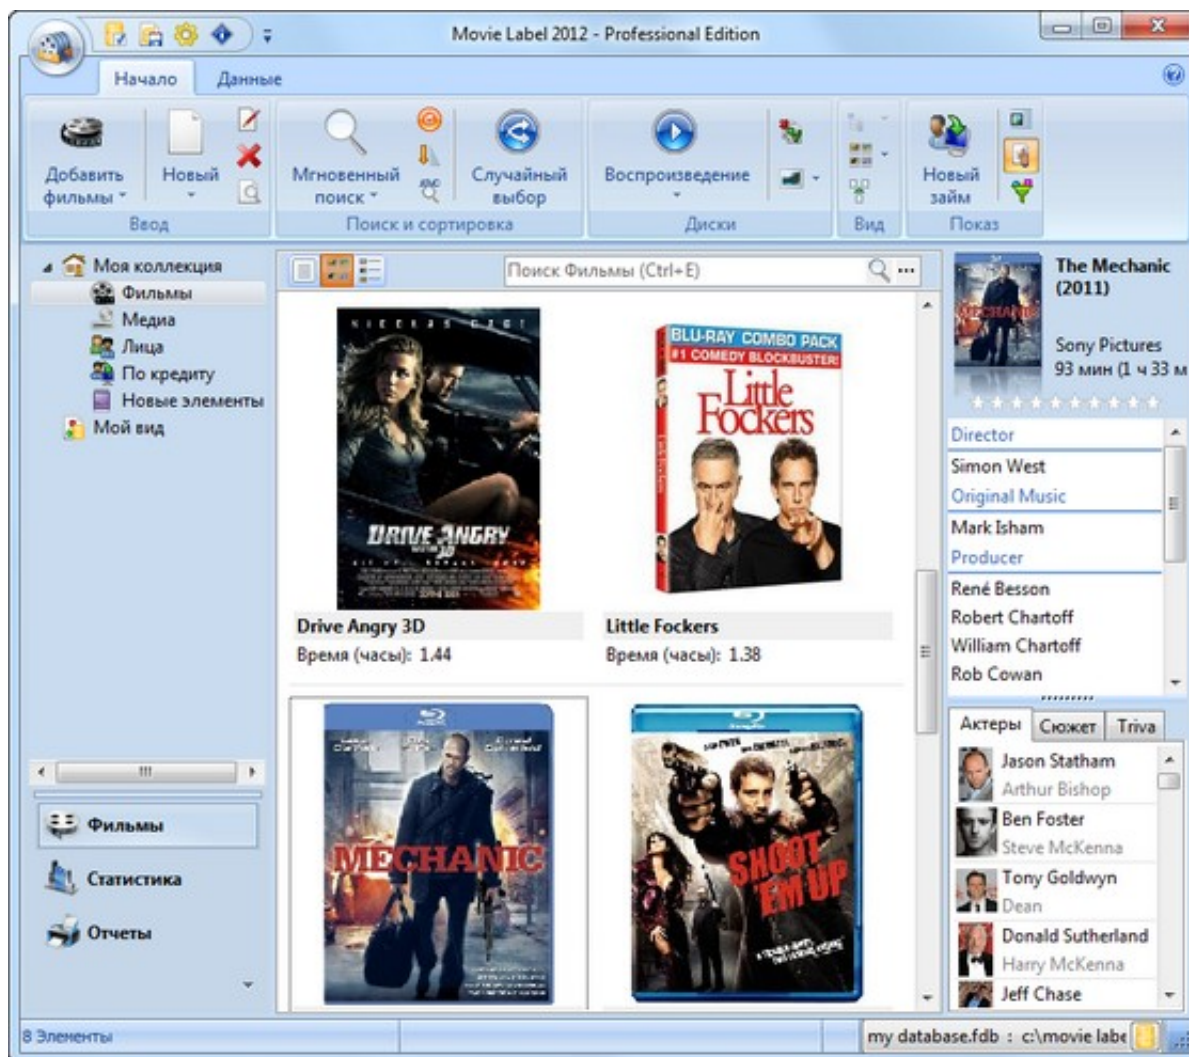 Movie Label 2012 - Professional Edition
Начало Данные
Добавить фильмы
Новый
Мгновенный поиск
Случайный выбор
Воспроизведение
Новый займ
Ввод
Поиск и сортировка
Диски
Вид
Показ
Моя коллекция
Фильмы
Медиа
Лица
По кредиту
Новые элементы
Мой вид
Фильмы
Статистика
Отчеты
Поиск Фильмы (Ctrl+E)
NICOLAS CAGE
DRIVE ANGRY
3D
BLU-RAY COMBO PACK
#1 COMEDY BLOCKBUSTER!
Little
Fockers
Drive Angry 3D
Время (часы): 1.44
Little Fockers
Время (часы): 1.38
MECHANIC
SHOOT
'EM UP
The Mechanic
(2011)
Sony Pictures
93 мин (1 ч 33 м
Director
Simon West
Original Music
Mark Isham
Producer
René Besson
Robert Chartoff
William Chartoff
Rob Cowan
Актеры Сюжет Triva
Jason Statham
Arthur Bishop
Ben Foster
Steve McKenna
Tony Goldwyn
Dean
Donald Sutherland
Harry McKenna
Jeff Chase
8 Элементы
my database.fdb : c:\movie labe